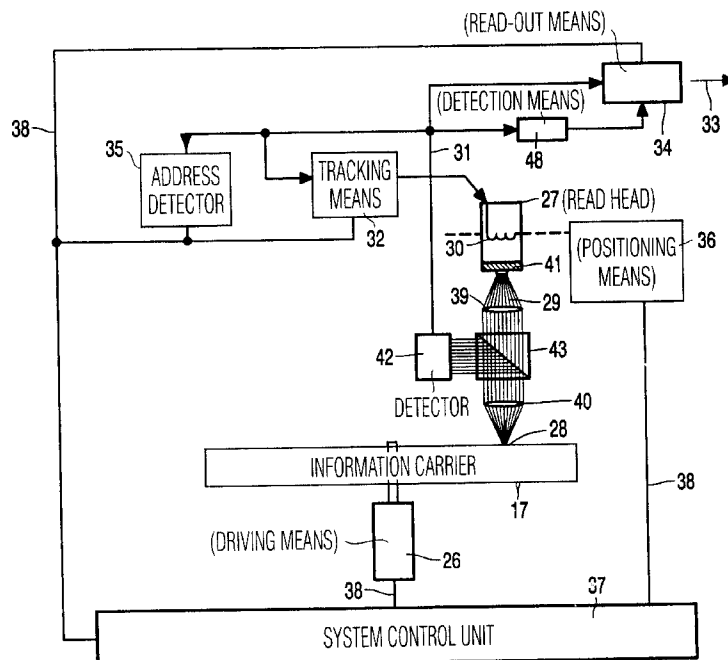 (READ-OUT MEANS)
33
34
(DETECTION MEANS)
48
38
31
35
ADDRESS
DETECTOR
TRACKING
MEANS
32
27 (READ HEAD)
30
41
(POSITIONING
MEANS)
36
39
29
42
43
DETECTOR
40
28
INFORMATION CARRIER
17
38
(DRIVING MEANS)
26
38
37
SYSTEM CONTROL UNIT